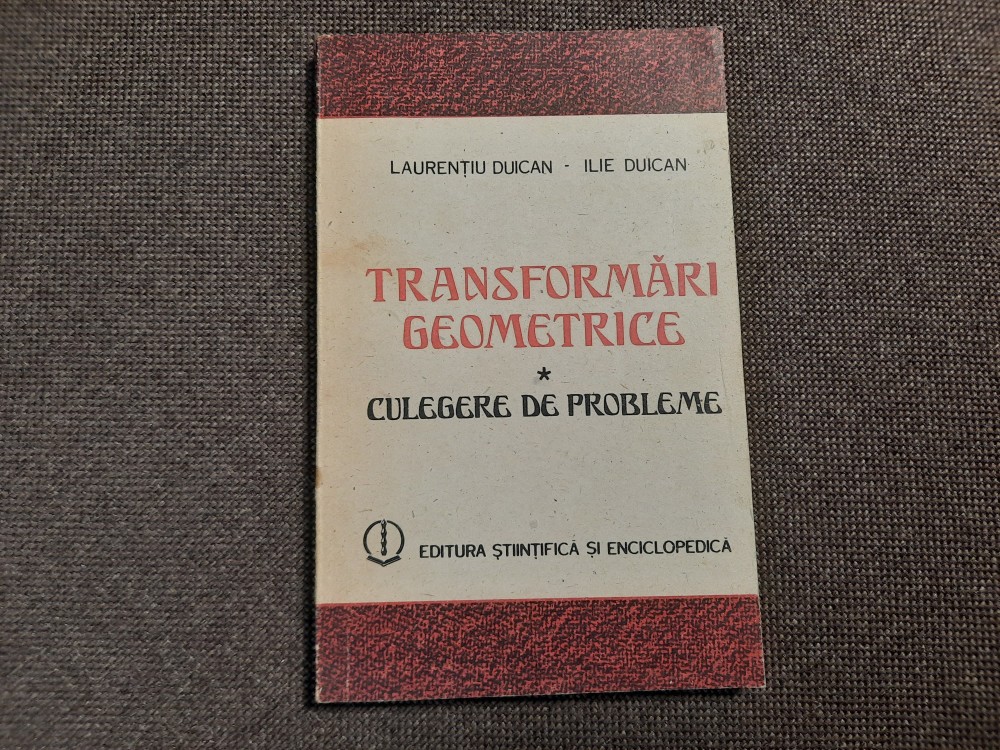 LAURENȚIU DUICAN - ILIE DUICAN
TRANSFORMĂRI
GEOMETRICE
*
CULEGERE DE PROBLEME
EDITURA ȘTIINȚIFICĂ ȘI ENCICLOPEDICĂ